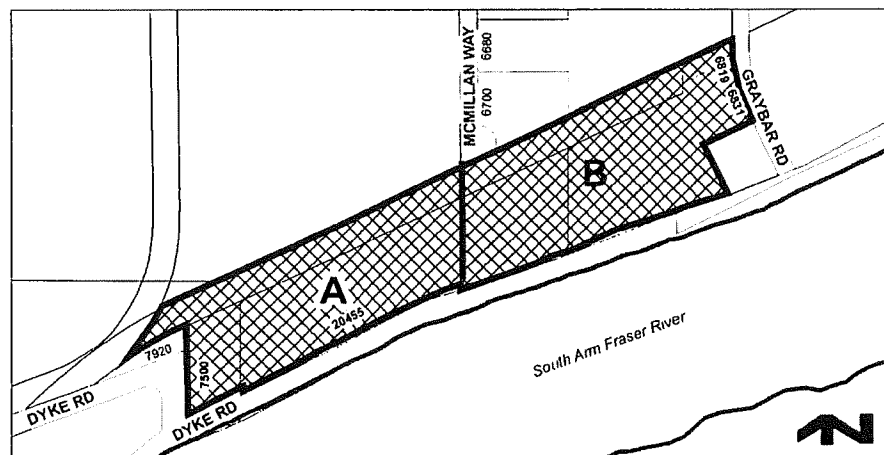 MCMILLAN WAY
6680
6700
GRAYBAR RD
6819
6831
B
A
20455
7920
7500
DYKE RD
DYKE RD
South Arm Fraser River
N